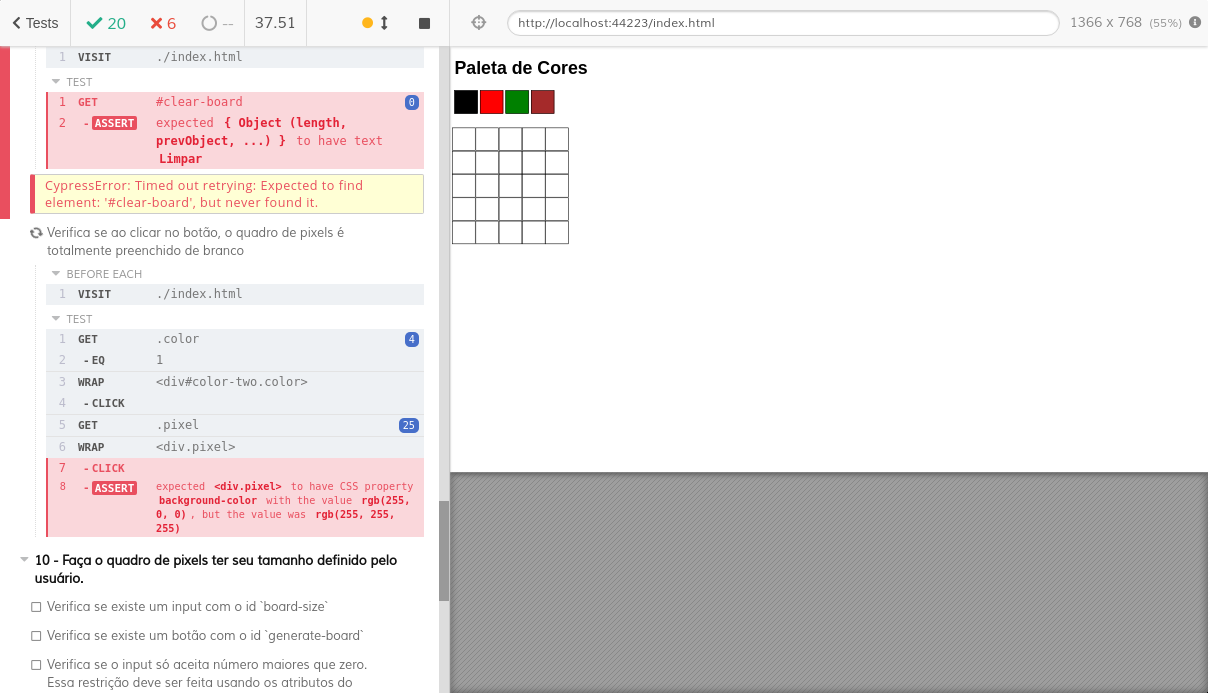 Tests 20 6 -- 37.51
http://localhost:44223/index.html 1366 x 768 (55%)
1 VISIT ./index.html
TEST
1 GET #clear-board 0
2 - ASSERT expected { Object (length,
prevObject, ...) } to have text
Limpar
CypressError: Timed out retrying: Expected to find
element: '#clear-board', but never found it.
Verifica se ao clicar no botão, o quadro de pixels é
totalmente preenchido de branco
BEFORE EACH
1 VISIT ./index.html
TEST
1 GET .color 4
2 - EQ 1
3 WRAP <div#color-two.color>
4 - CLICK
5 GET .pixel 25
6 WRAP <div.pixel>
7 - CLICK
8 - ASSERT expected <div.pixel> to have CSS property
background-color with the value rgb(255,
0, 0), but the value was rgb(255, 255,
255)
10 - Faça o quadro de pixels ter seu tamanho definido pelo
usuário.
Verifica se existe um input com o id `board-size`
Verifica se existe um botão com o id `generate-board`
Verifica se o input só aceita número maiores que zero.
Essa restrição deve ser feita usando os atributos do
Paleta de Cores